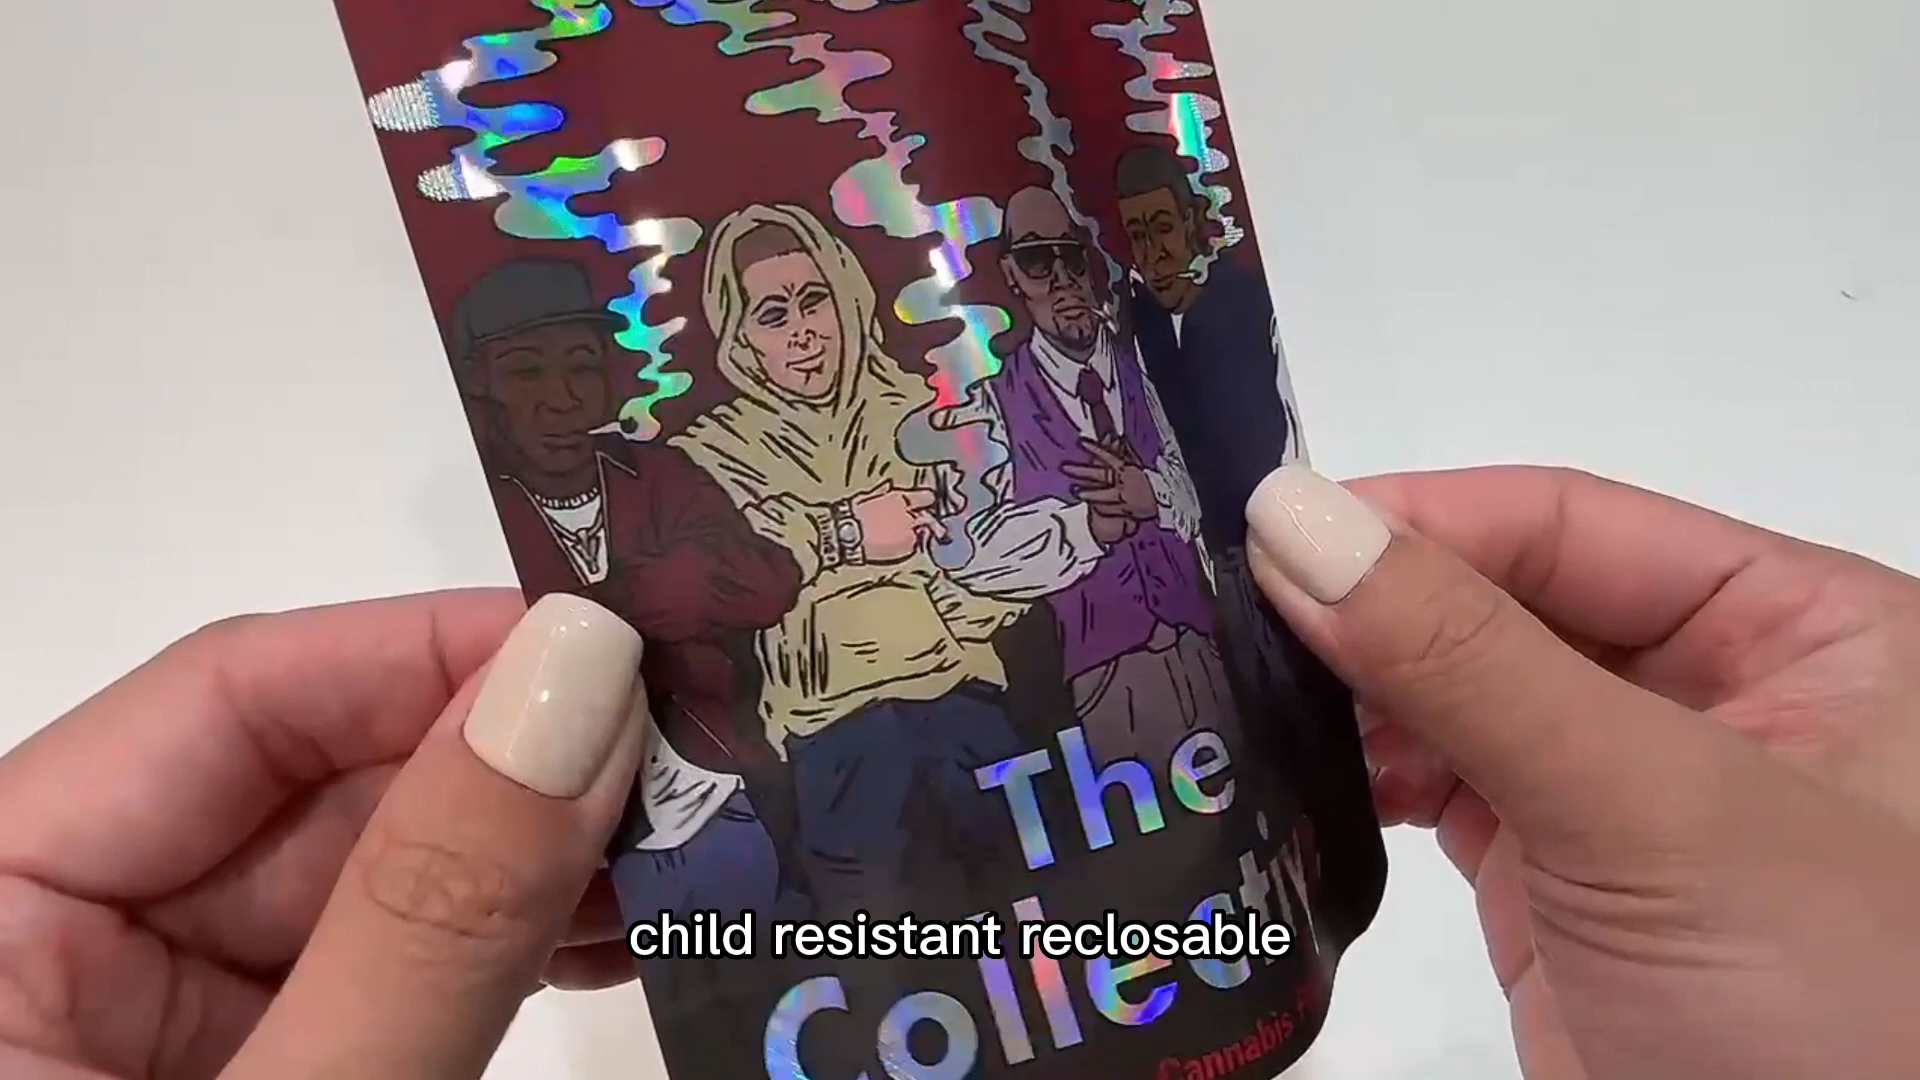 The
Collectiv
child resistant reclosable
Cannabis